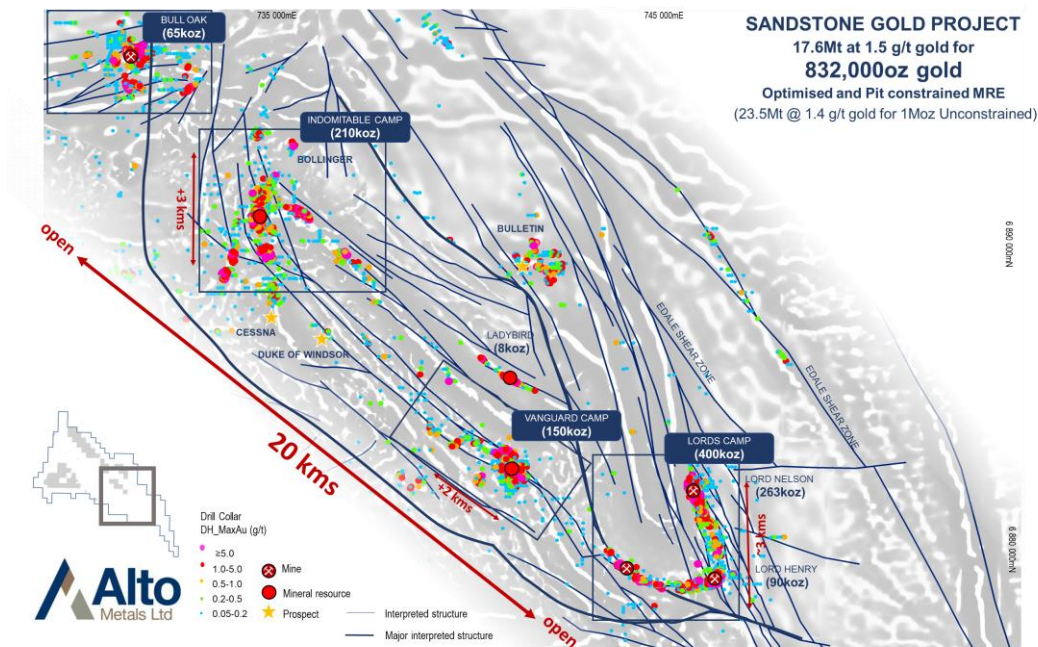 735 000mE
745 000mE
SANDSTONE GOLD PROJECT
17.6Mt at 1.5 g/t gold for
832,000oz gold
Optimised and Pit constrained MRE
(23.5Mt @ 1.4 g/t gold for 1Moz Unconstrained)
BULL OAK
(65koz)
INDOMITABLE CAMP
(210koz)
BOLLINGER
+3 kms
open
BULLETIN
6 890 000mN
CESSNA
DUKE OF WINDSOR
LADYBIRD
(8koz)
EDALE SHEAR ZONE
EDALE SHEAR ZONE
20 kms
VANGUARD CAMP
(150koz)
+2 kms
LORDS CAMP
(400koz)
LORD NELSON
(263koz)
~3 kms
LORD HENRY
(90koz)
6 880 000mN
open
Drill Collar
DH_MaxAu (g/t)
≥5.0
1.0-5.0
0.5-1.0
0.2-0.5
0.05-0.2
Mine
Mineral resource
Prospect
Interpreted structure
Major interpreted structure
Alto
Metals Ltd